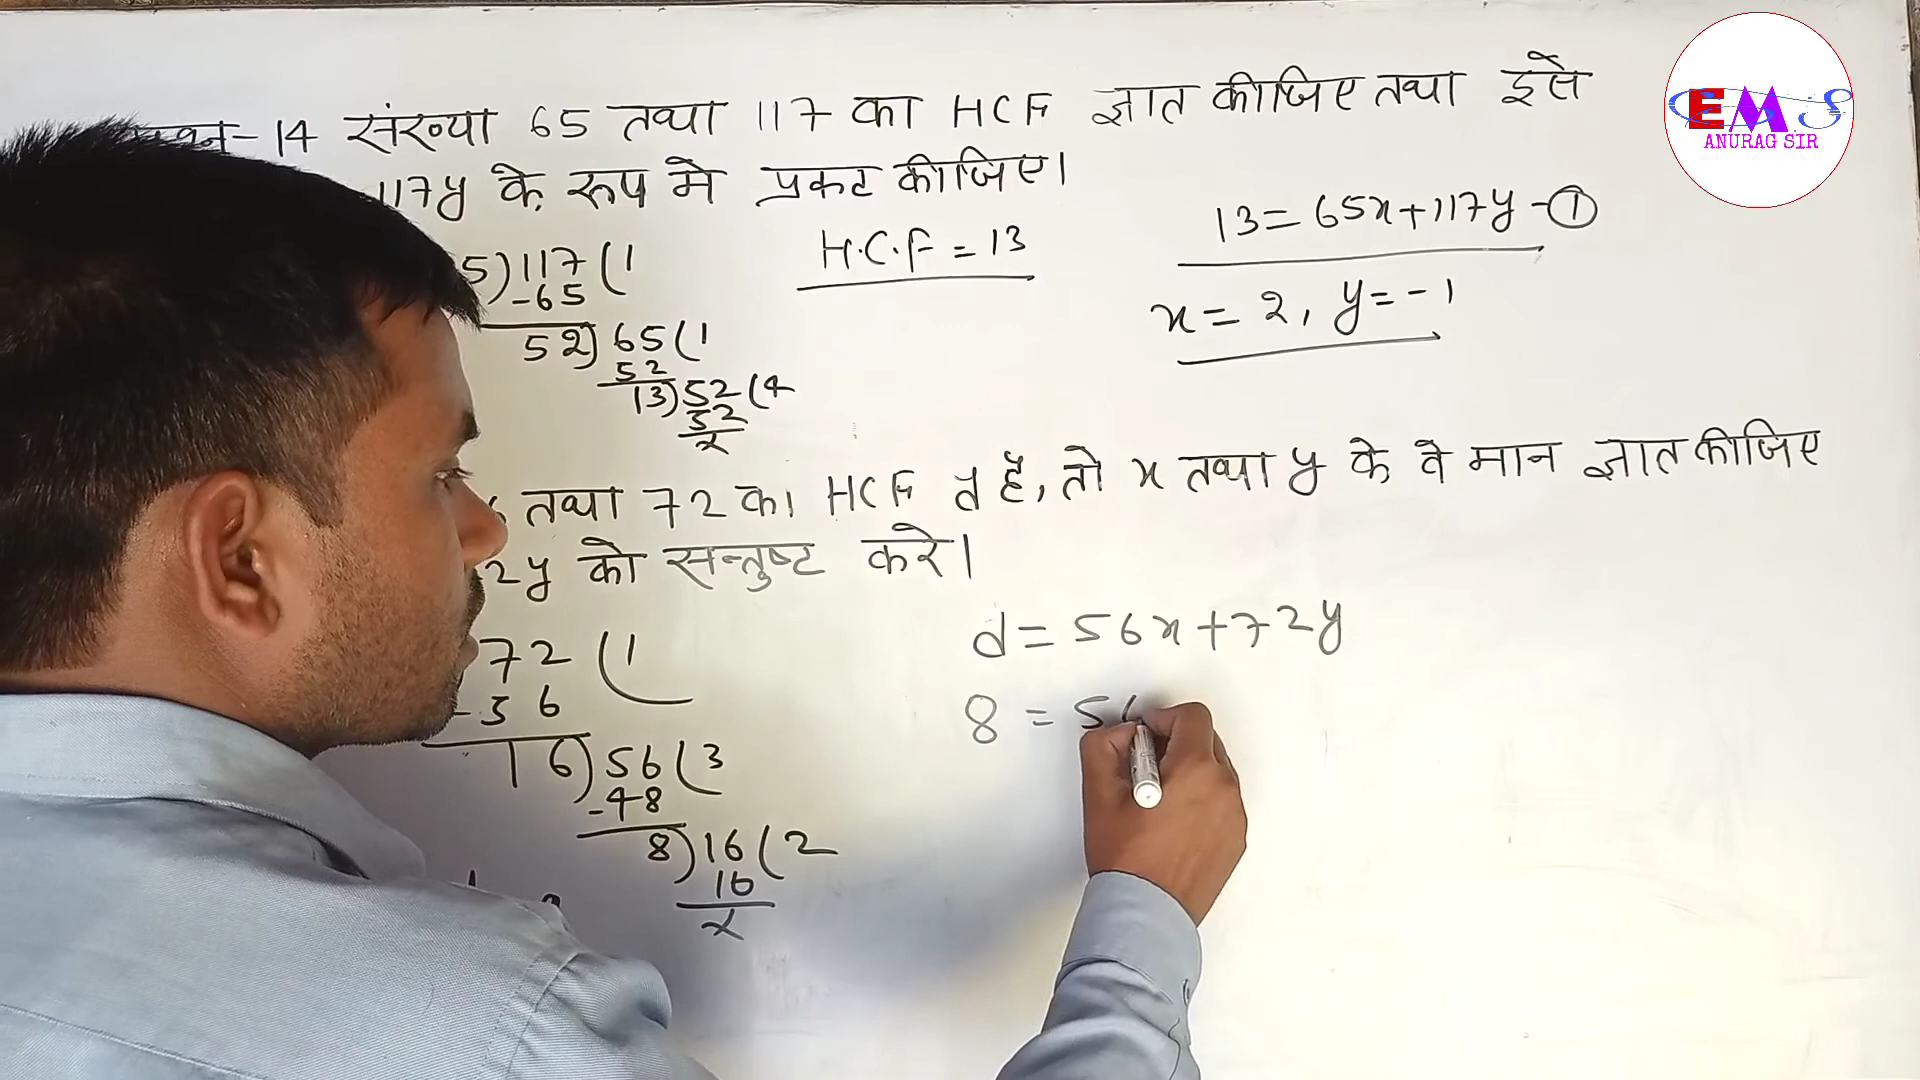 -14 संख्या 65 तथा 117 का HCF ज्ञात कीजिए तथा इसे
117y के रूप मे प्रकट कीजिए।
5)117(1
-65
52)65(1
52
13)52(4
52
x
H.C.F = 13
13=65x+117y-①
x = 2, y = -1
तथा 72 का HCF d है, तो x तथा y के वे मान ज्ञात कीजिए
2y को सन्तुष्ट करे।
72(1
-56
16)56(3
-48
8)16(2
16
x
d=56x+72y
8=56
EMS
ANURAG SIR